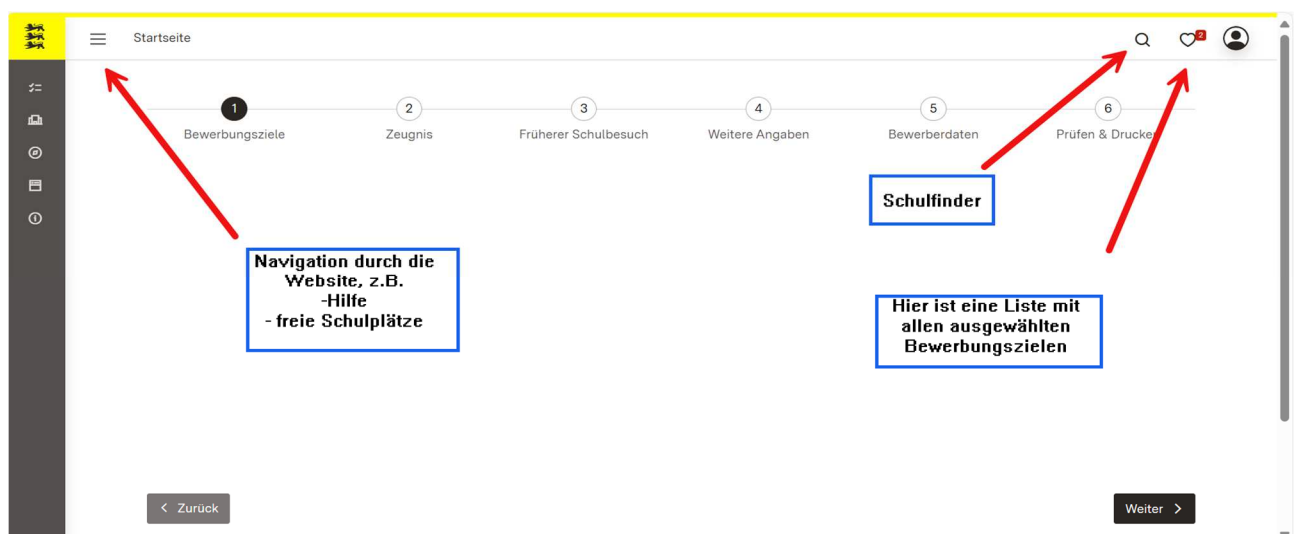 Startseite
2
1
2
3
4
5
6
Bewerbungsziele
Zeugnis
Früherer Schulbesuch
Weitere Angaben
Bewerberdaten
Prüfen & Drucken
Schulfinder
Navigation durch die
Website, z.B.
-Hilfe
- freie Schulplätze
Hier ist eine Liste mit
allen ausgewählten
Bewerbungszielen
Zurück
Weiter